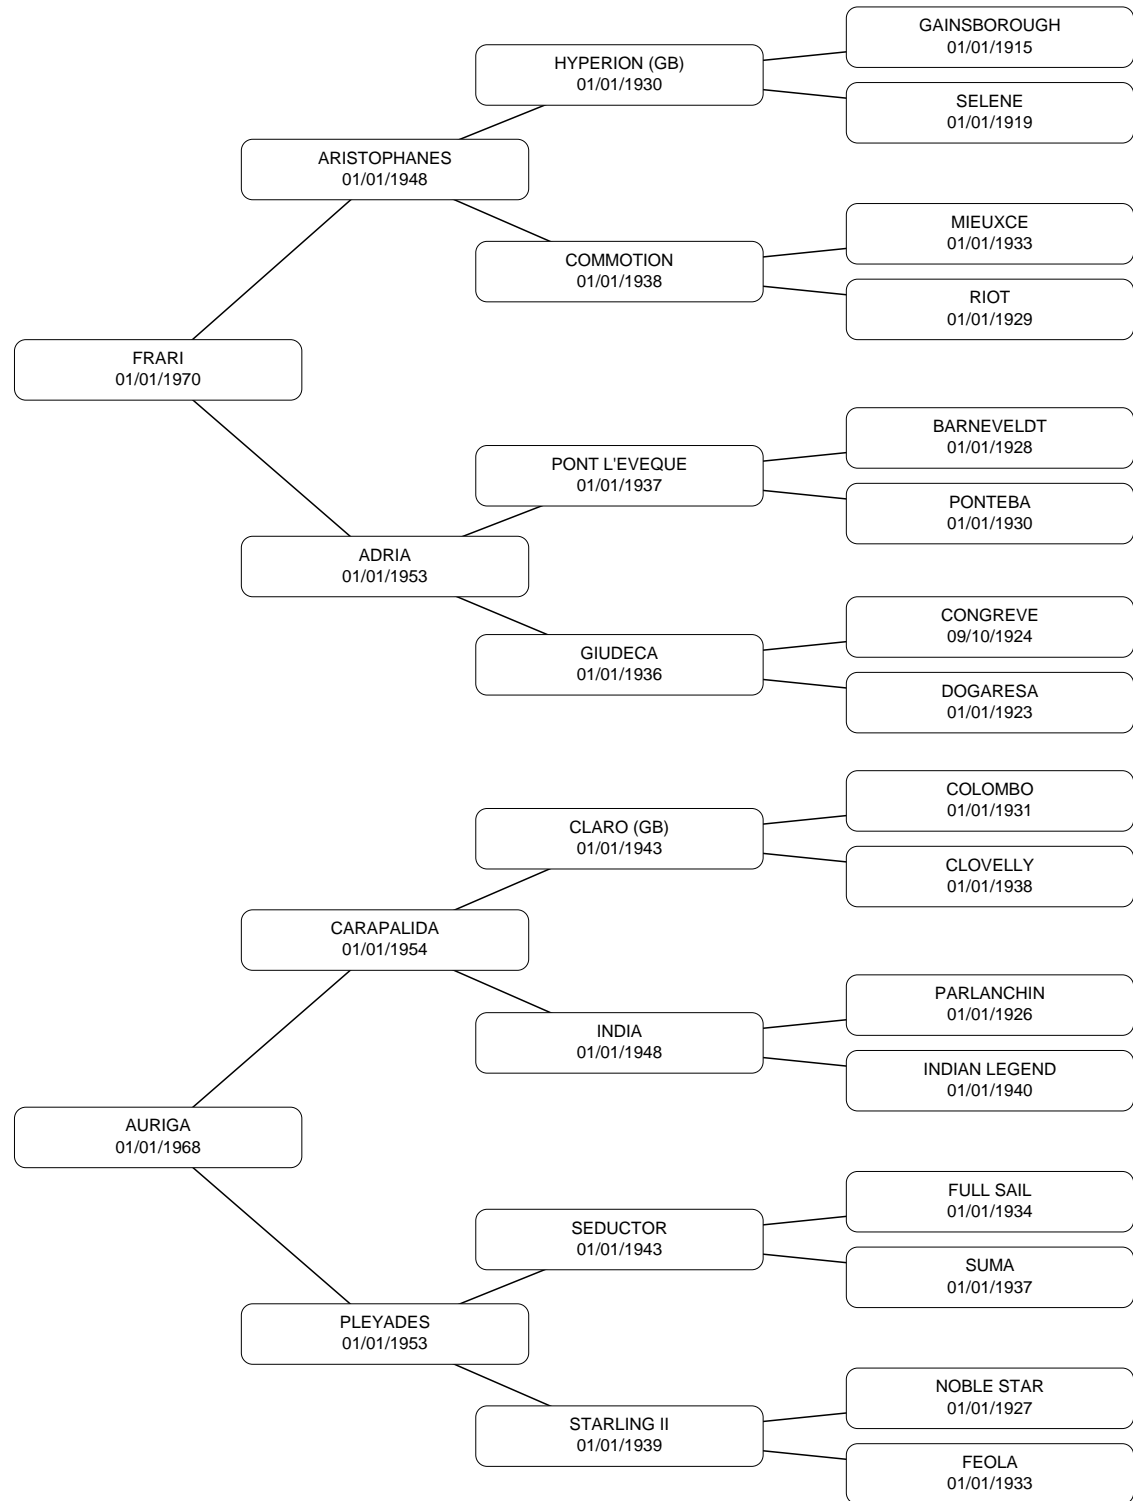 GAINSBOROUGH
01/01/1915
HYPERION (GB)
01/01/1930
SELENE
01/01/1919
ARISTOPHANES
01/01/1948
MIEUXCE
01/01/1933
COMMOTION
01/01/1938
RIOT
01/01/1929
FRARI
01/01/1970
BARNEVELDT
01/01/1928
PONT L'EVEQUE
01/01/1937
PONTEBA
01/01/1930
ADRIA
01/01/1953
CONGREVE
09/10/1924
GIUDECA
01/01/1936
DOGARESA
01/01/1923
COLOMBO
01/01/1931
CLARO (GB)
01/01/1943
CLOVELLY
01/01/1938
CARAPALIDA
01/01/1954
PARLANCHIN
01/01/1926
INDIA
01/01/1948
INDIAN LEGEND
01/01/1940
AURIGA
01/01/1968
FULL SAIL
01/01/1934
SEDUCTOR
01/01/1943
SUMA
01/01/1937
PLEYADES
01/01/1953
NOBLE STAR
01/01/1927
STARLING II
01/01/1939
FEOLA
01/01/1933